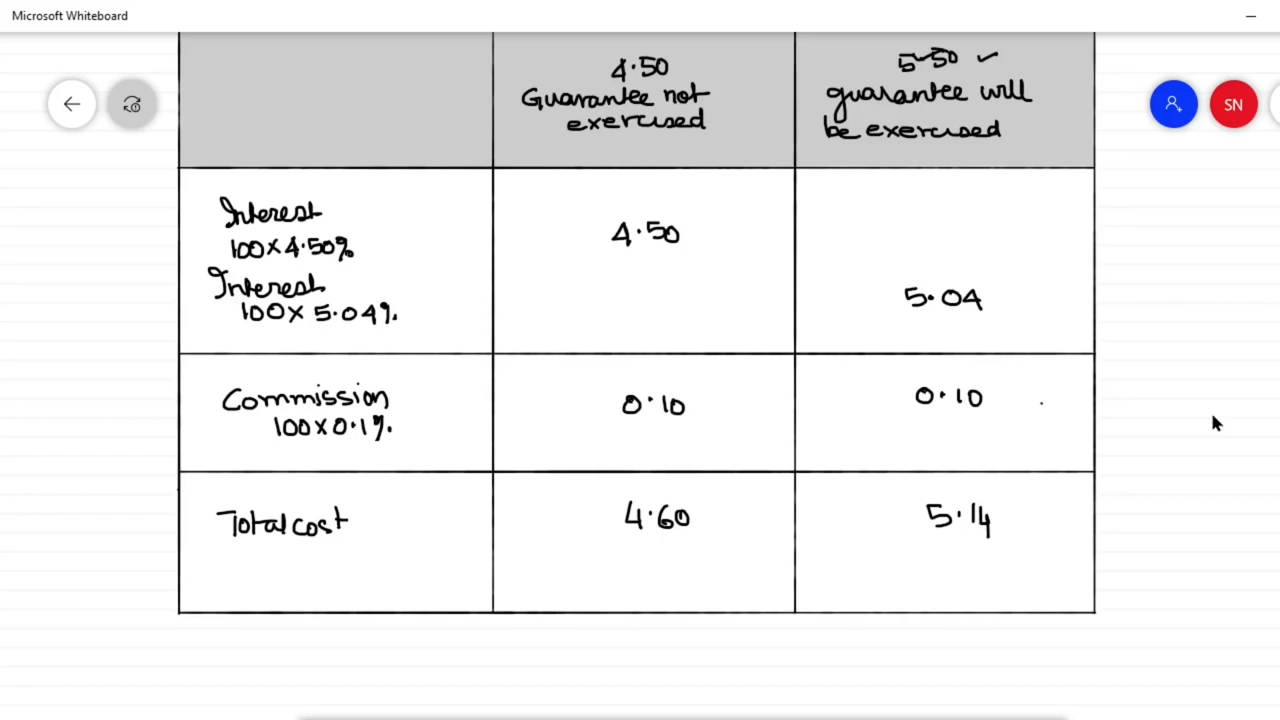 Microsoft Whiteboard
SN
4.50
Guarantee not
exercised
5.50 ✓
guarantee will
be exercised
Interest
100 × 4.50%
4.50
Interest
100 × 5.04%.
5.04
Commission
100 × 0.1%.
0.10
0.10
Total cost
4.60
5.14